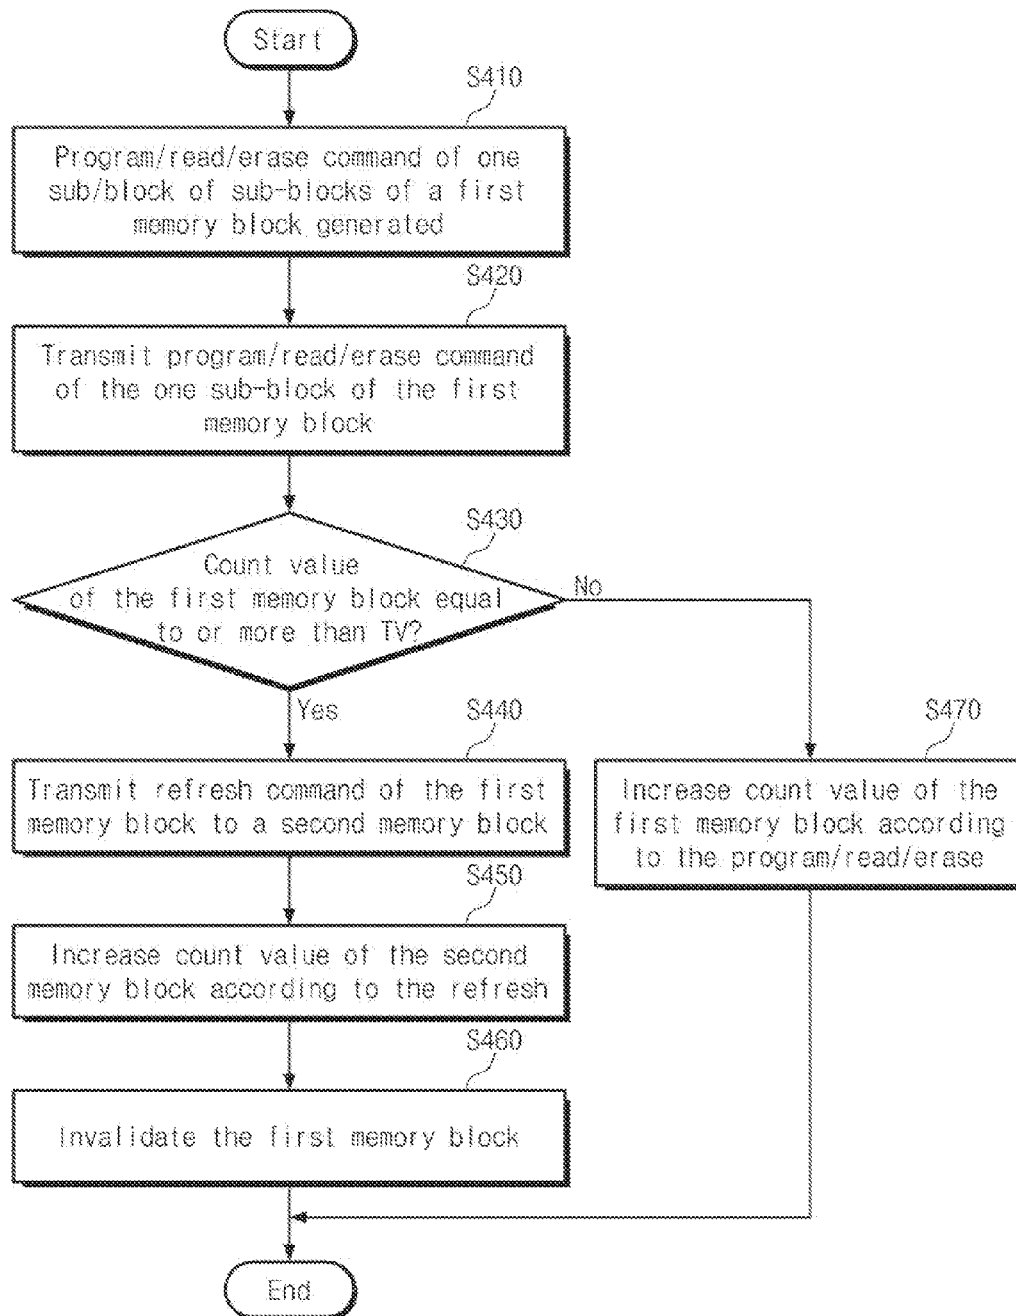 Start
S410
Program/read/erase command of one
sub/block of sub-blocks of a first
memory block generated
S420
Transmit program/read/erase command
of the one sub-block of the first
memory block
S430
Count value
of the first memory block equal
to or more than TV?
No
Yes
S440
Transmit refresh command of the first
memory block to a second memory block
S470
Increase count value of the
first memory block according
to the program/read/erase
S450
Increase count value of the second
memory block according to the refresh
S460
Invalidate the first memory block
End